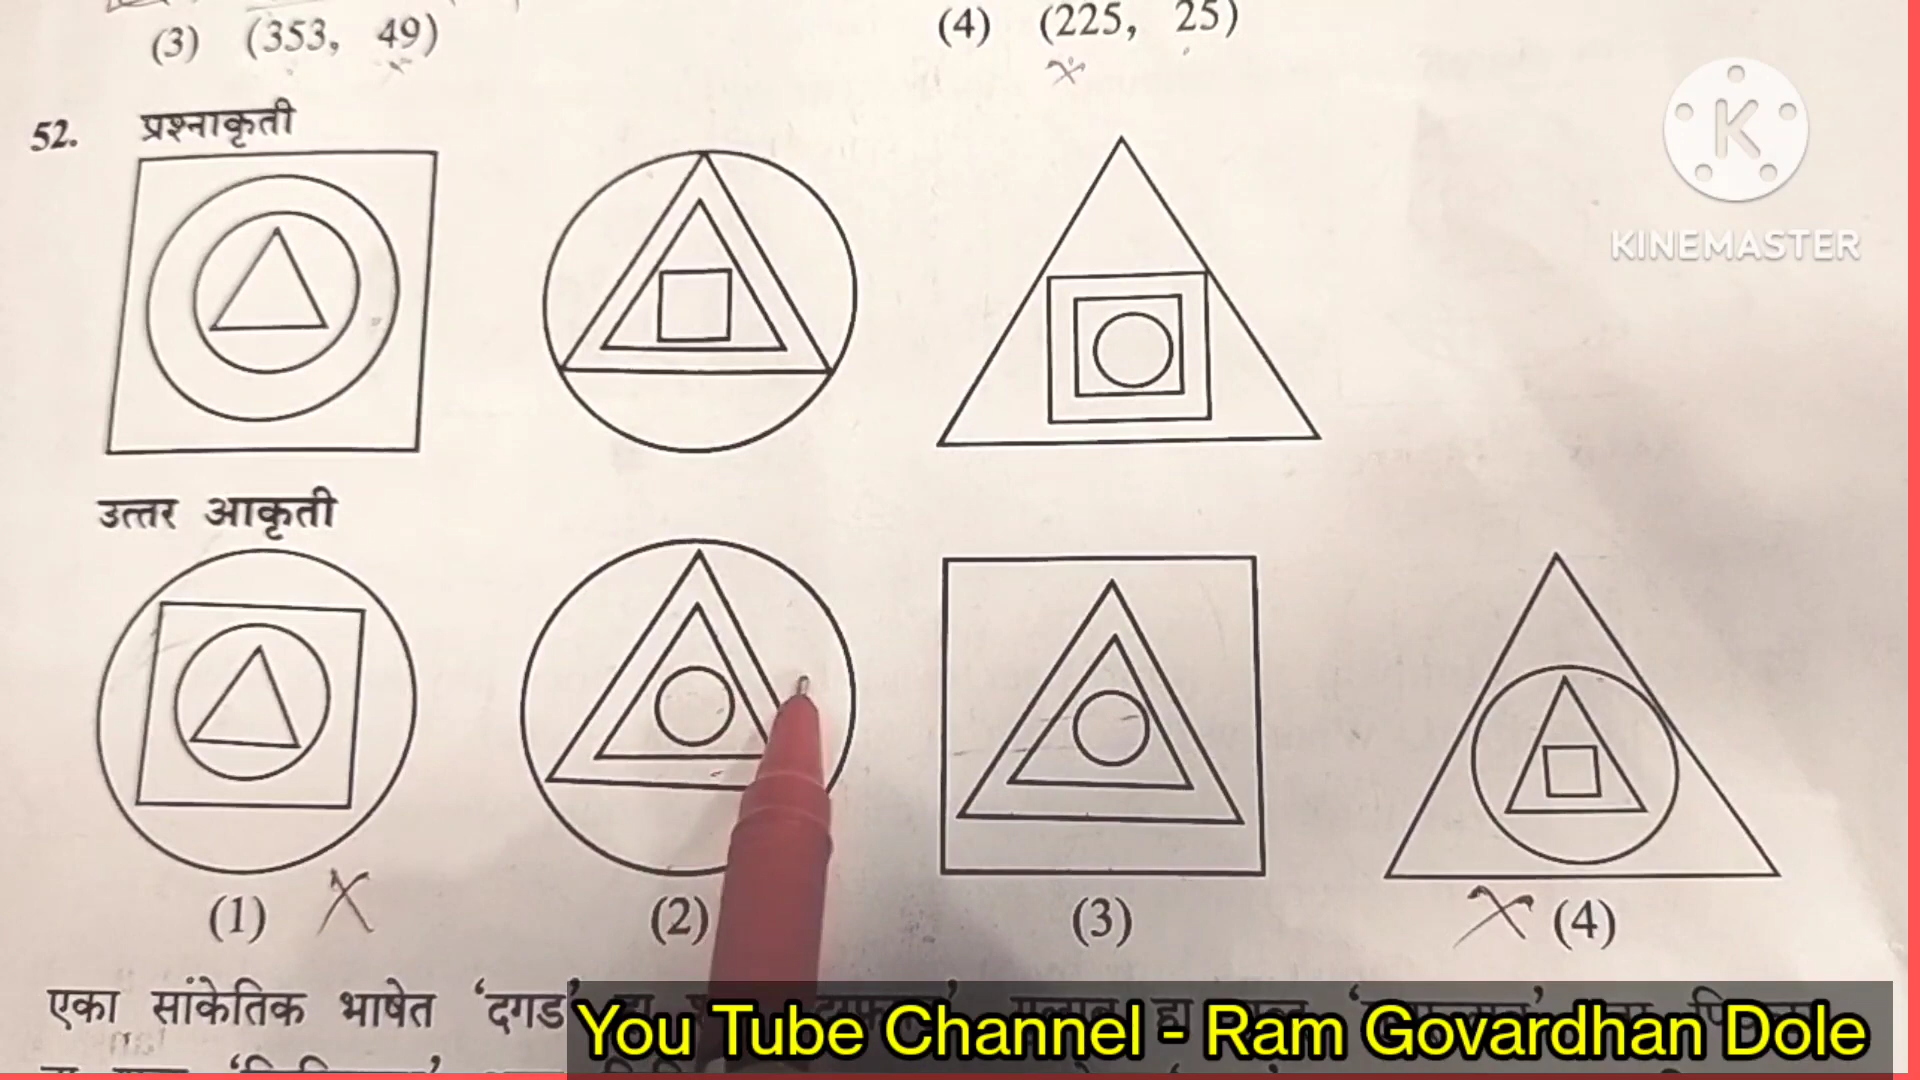 (3) (353, 49)
(4) (225, 25)
K
KINEMASTER
52. प्रश्नाकृती
उत्तर आकृती
(1) X
(2)
(3)
X (4)
एका सांकेतिक भाषेत ‘दगड’
You Tube Channel - Ram Govardhan Dole